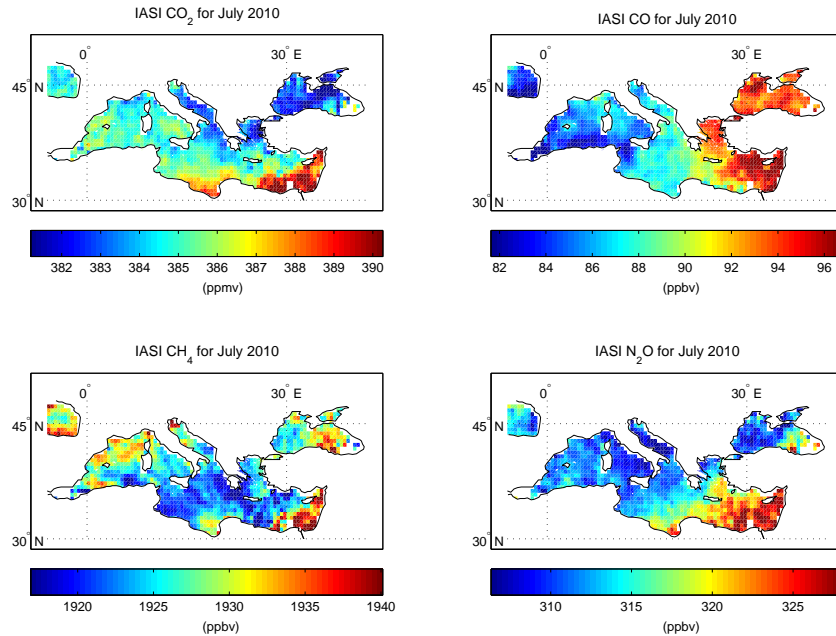 IASI CO₂ for July 2010
0° 30° E
45° N
30° N
382 383 384 385 386 387 388 389 390
(ppmv)
IASI CO for July 2010
0° 30° E
45° N
30° N
82 84 86 88 90 92 94 96
(ppbv)
IASI CH₄ for July 2010
0° 30° E
45° N
30° N
1920 1925 1930 1935 1940
(ppbv)
IASI N₂O for July 2010
0° 30° E
45° N
30° N
310 315 320 325
(ppbv)